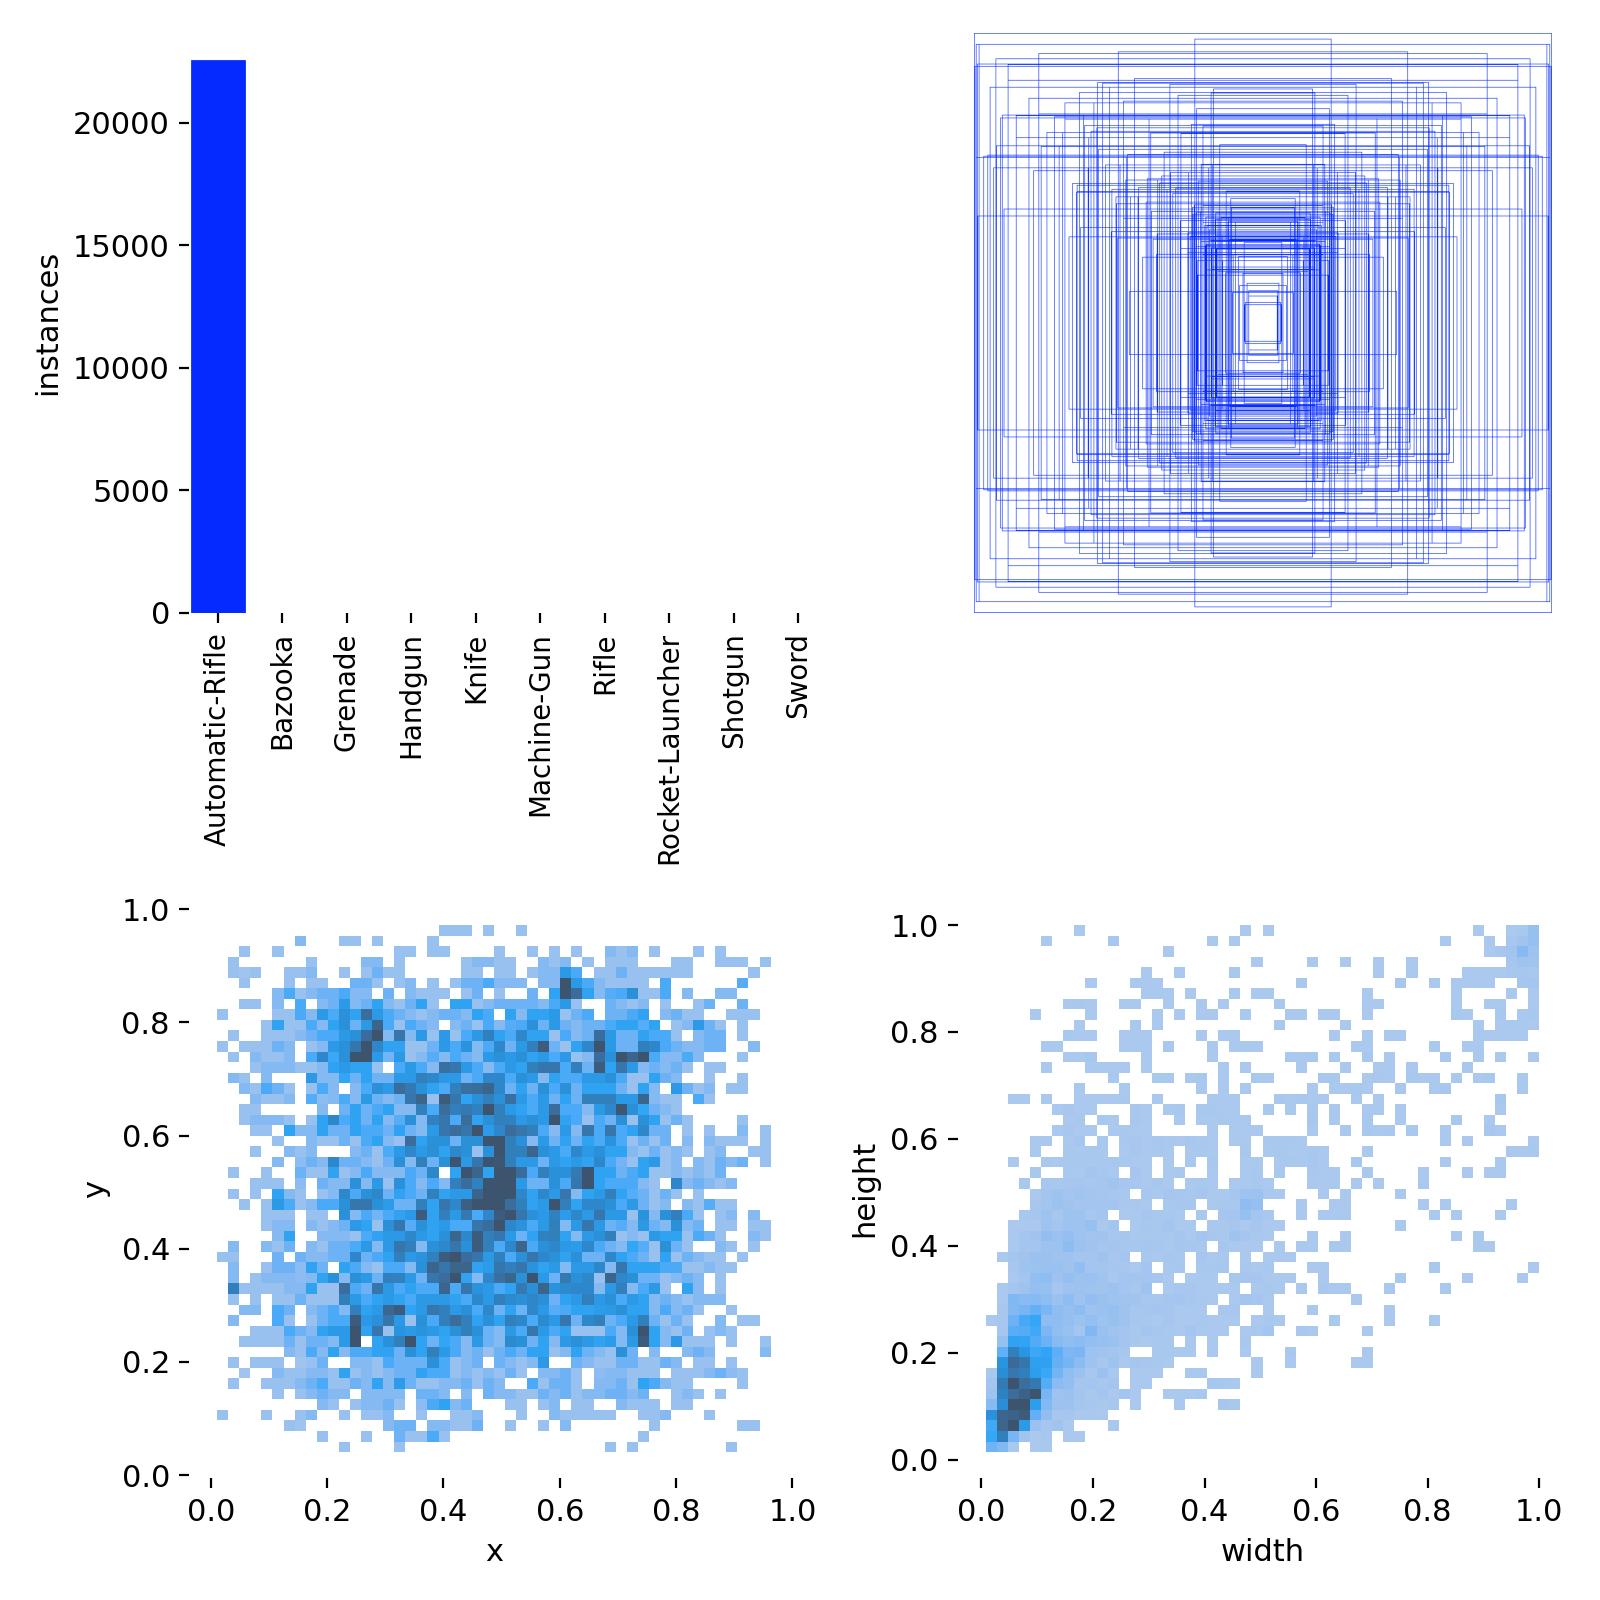 instances
20000
15000
10000
5000
0
Automatic-Rifle
Bazooka
Grenade
Handgun
Knife
Machine-Gun
Rifle
Rocket-Launcher
Shotgun
Sword
y
1.0
0.8
0.6
0.4
0.2
0.0
0.0 0.2 0.4 0.6 0.8 1.0
x
height
1.0
0.8
0.6
0.4
0.2
0.0
0.0 0.2 0.4 0.6 0.8 1.0
width